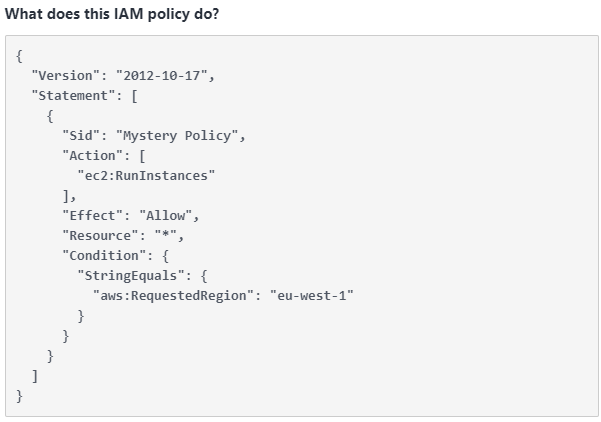 What does this IAM policy do?
{
  "Version": "2012-10-17",
  "Statement": [
    {
      "Sid": "Mystery Policy",
      "Action": [
        "ec2:RunInstances"
      ],
      "Effect": "Allow",
      "Resource": "*",
      "Condition": {
        "StringEquals": {
          "aws:RequestedRegion": "eu-west-1"
        }
      }
    }
  ]
}